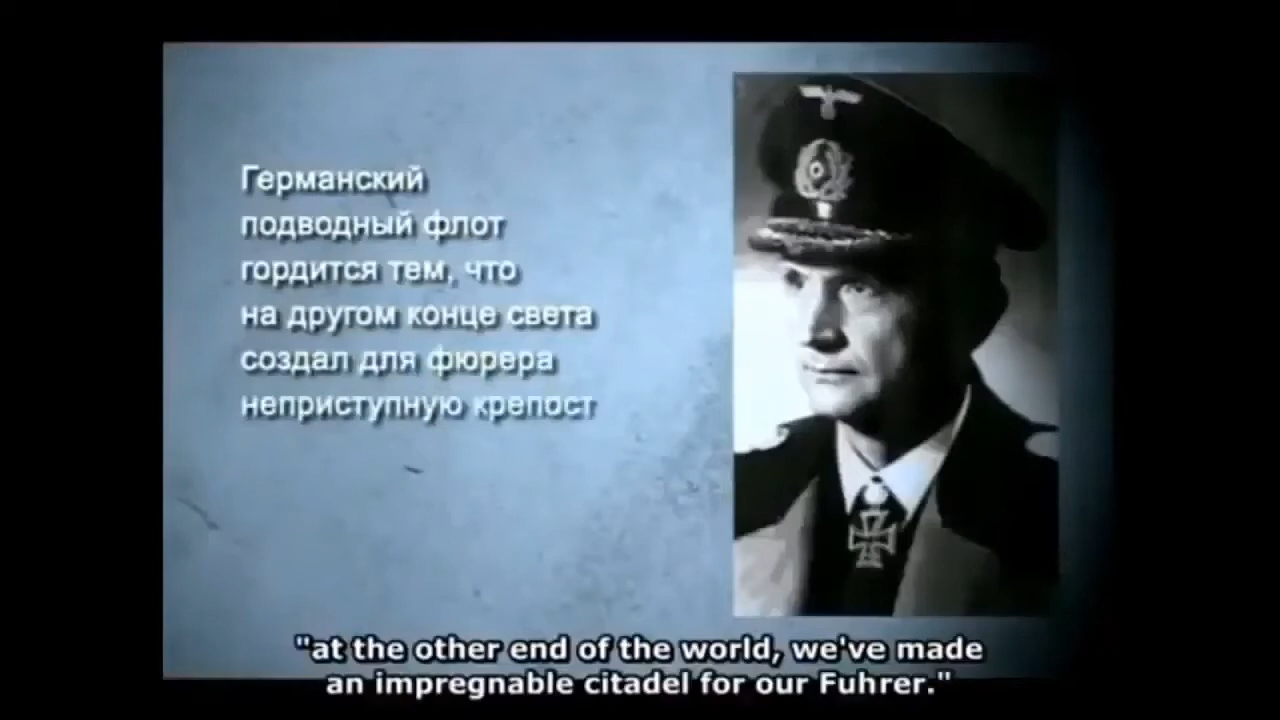 Германский
подводный флот
гордится тем, что
на другом конце света
создал для фюрера
неприступную крепост
"at the other end of the world, we've made
an impregnable citadel for our Fuhrer."